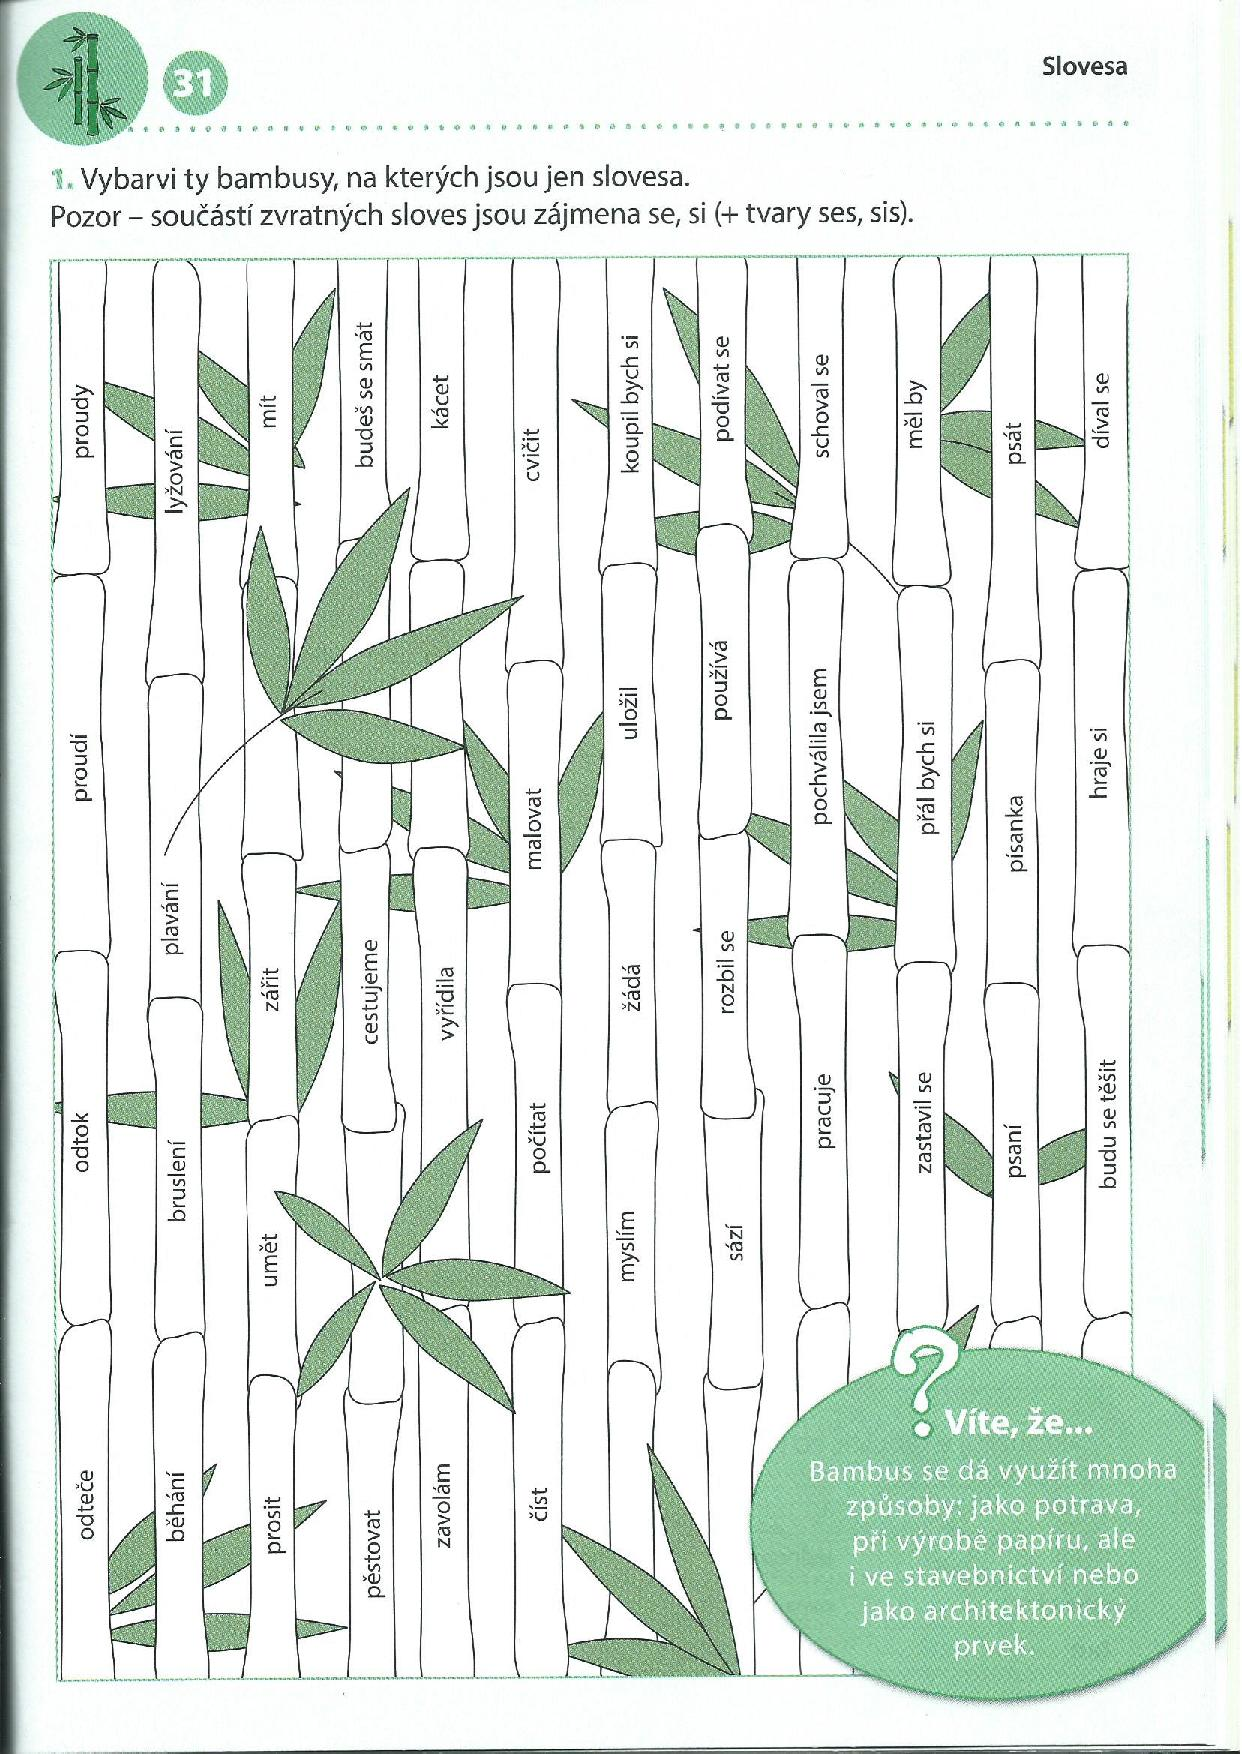 31
Slovesa
1. Vybarvi ty bambusy, na kterých jsou jen slovesa.
Pozor – součástí zvratných sloves jsou zájmena se, si (+ tvary ses, sis).
proudy
proudí
odtok
odteče
lyžování
plavání
bruslení
běhání
mít
zářit
umět
prosit
budeš se smát
cestujeme
pěstovat
kácet
vyřídila
zavolám
cvičit
malovat
počítat
číst
koupil bych si
uložil
žádá
myslím
podívat se
používá
rozbil se
sází
schoval se
pochválila jsem
pracuje
měl by
přál bych si
zastavil se
psát
písanka
psaní
díval se
hraje si
budu se těšit
?
Víte, že...
Bambus se dá využít mnoha
způsoby: jako potrava,
při výrobě papíru, ale
i ve stavebnictví nebo
jako architektonický
prvek.